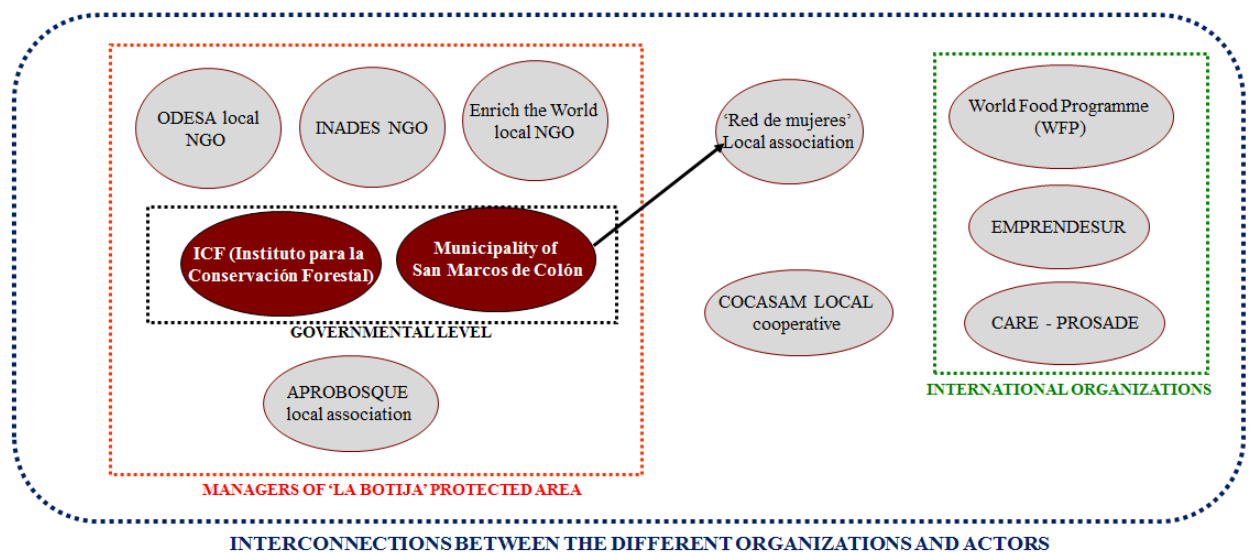 ODESA local
NGO
INADES NGO
Enrich the World
local NGO
ICF (Instituto para la
Conservación Forestal)
Municipality of
San Marcos de Colón
GOVERNMENTAL LEVEL
APROBOSQUE
local association
MANAGERS OF ‘LA BOTIJA’ PROTECTED AREA
‘Red de mujeres’
Local association
COCASAM LOCAL
cooperative
World Food Programme
(WFP)
EMPRENDESUR
CARE - PROSADE
INTERNATIONAL ORGANIZATIONS
INTERCONNECTIONS BETWEEN THE DIFFERENT ORGANIZATIONS AND ACTORS